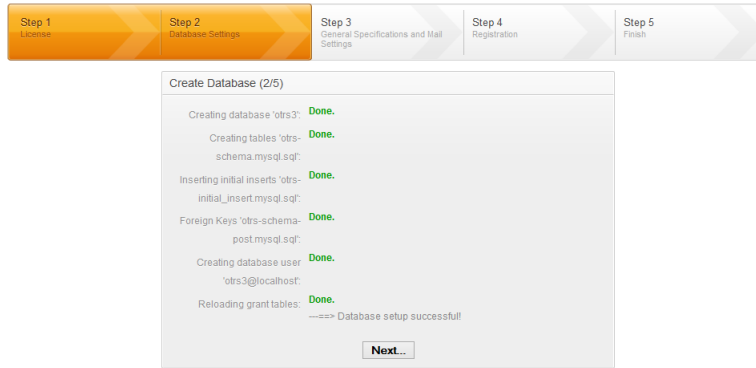 Step 1
License
Step 2
Database Settings
Step 3
General Specifications and Mail
Settings
Step 4
Registration
Step 5
Finish
Create Database (2/5)
Creating database 'otrs3': Done.
Creating tables 'otrs- Done.
schema.mysql.sql':
Inserting initial inserts 'otrs- Done.
initial_insert.mysql.sql':
Foreign Keys 'otrs-schema- Done.
post.mysql.sql':
Creating database user Done.
'otrs3@localhost':
Reloading grant tables: Done.
---==> Database setup successful!
Next...